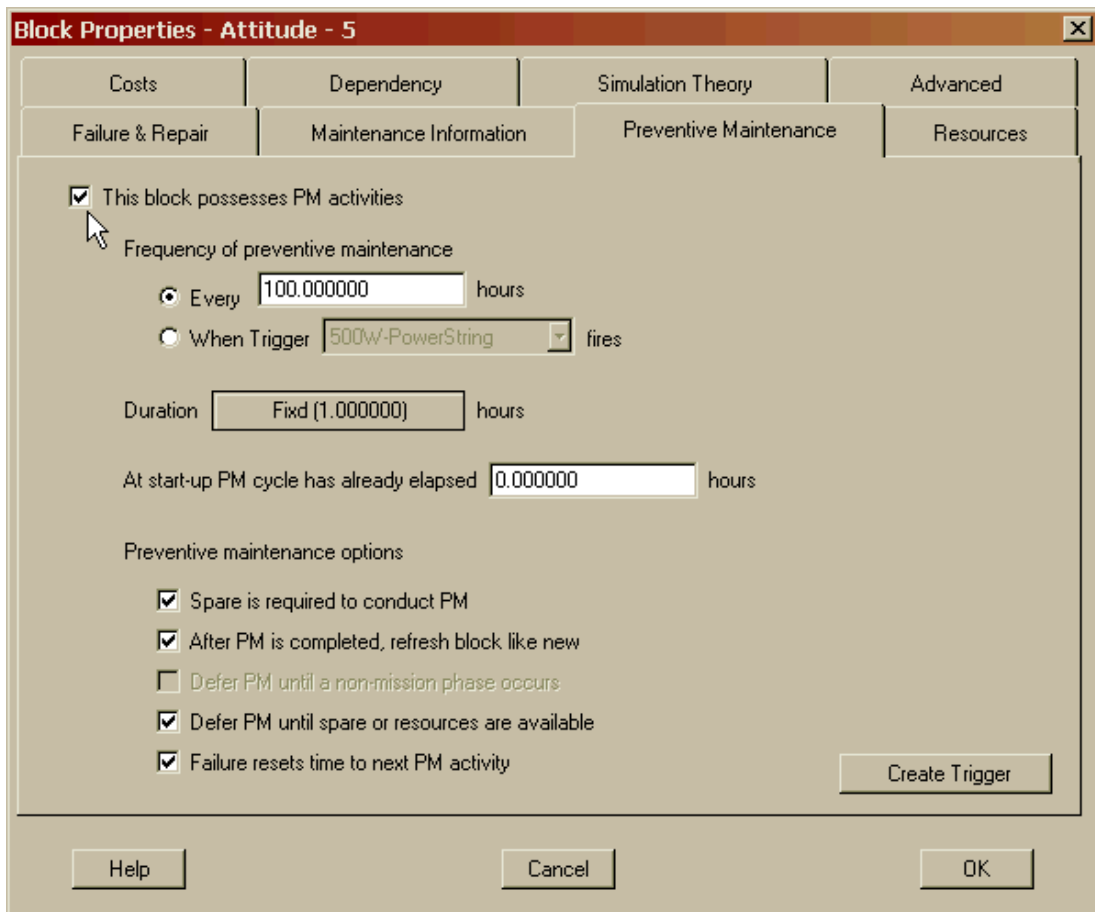 Block Properties - Attitude - 5
Costs Dependency Simulation Theory Advanced
Failure & Repair Maintenance Information Preventive Maintenance Resources
This block possesses PM activities
Frequency of preventive maintenance
Every 100.000000 hours
When Trigger 500W-PowerString fires
Duration Fixd (1.000000) hours
At start-up PM cycle has already elapsed 0.000000 hours
Preventive maintenance options
Spare is required to conduct PM
After PM is completed, refresh block like new
Defer PM until a non-mission phase occurs
Defer PM until spare or resources are available
Failure resets time to next PM activity
Create Trigger
Help Cancel OK